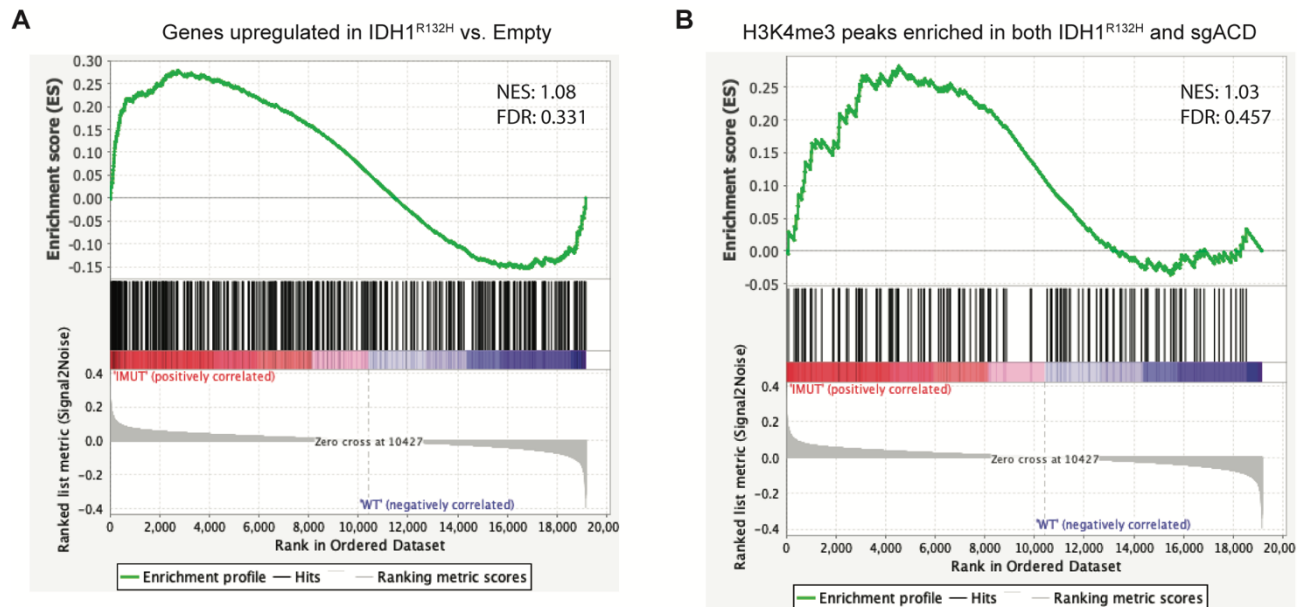 A
Genes upregulated in IDH1R132H vs. Empty
Enrichment score (ES)
0.30
0.25
0.20
0.15
0.10
0.05
0.00
-0.05
-0.10
-0.15
NES: 1.08
FDR: 0.331
Ranked list metric (Signal2Noise)
'IMUT' (positively correlated)
0.4
0.2
0.0
-0.2
-0.4
Zero cross at 10427
'WT' (negatively correlated)
0 2,000 4,000 6,000 8,000 10,000 12,000 14,000 16,000 18,000 20,000
Rank in Ordered Dataset
Enrichment profile Hits Ranking metric scores
B
H3K4me3 peaks enriched in both IDH1R132H and sgACD
Enrichment score (ES)
0.25
0.20
0.15
0.10
0.05
0.00
-0.05
NES: 1.03
FDR: 0.457
Ranked list metric (Signal2Noise)
'IMUT' (positively correlated)
0.4
0.2
0.0
-0.2
-0.4
Zero cross at 10427
'WT' (negatively correlated)
0 2,000 4,000 6,000 8,000 10,000 12,000 14,000 16,000 18,000 20,000
Rank in Ordered Dataset
Enrichment profile Hits Ranking metric scores